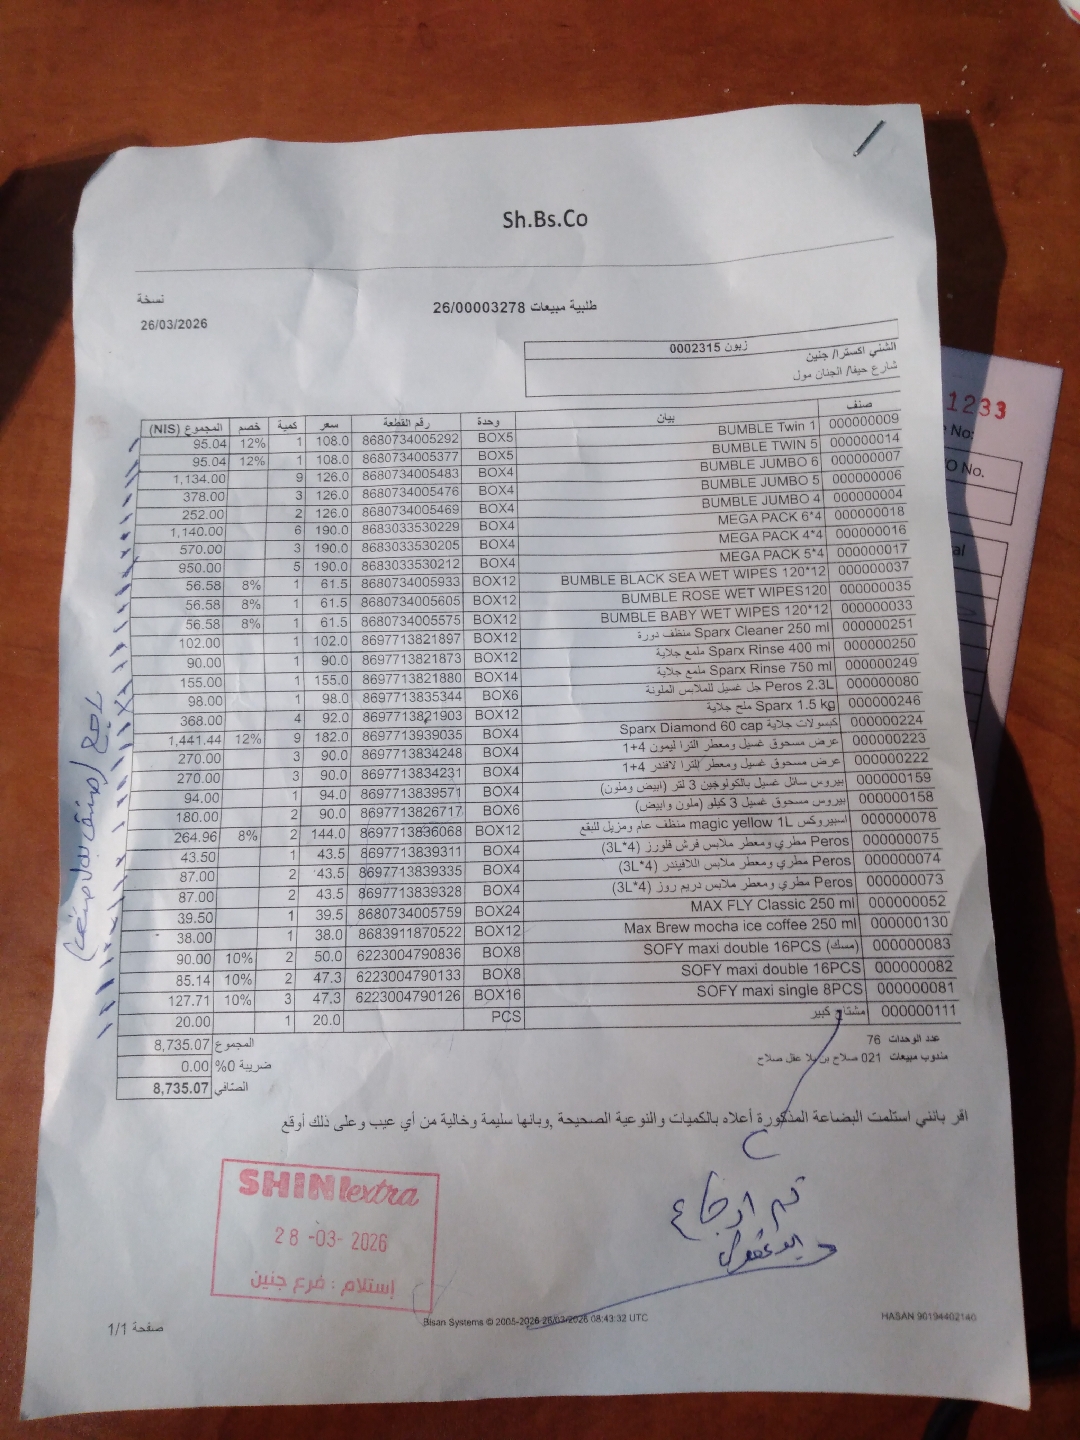 Sh.Bs.Co
نسخة
طلبية مبيعات 26/00003278
26/03/2026
زبون 0002315
الشني اكسترا/ جنين
شارع حيفا/ الجنان مول
صنف بيان وحدة رقم القطعة سعر كمية خصم المجموع (NIS)
000000009 BUMBLE Twin 1 BOX5 8680734005292 108.0 1 12% 95.04
000000014 BUMBLE TWIN 5 BOX5 8680734005377 108.0 1 12% 95.04
000000007 BUMBLE JUMBO 6 BOX4 8680734005483 126.0 9 1,134.00
000000006 BUMBLE JUMBO 5 BOX4 8680734005476 126.0 3 378.00
000000004 BUMBLE JUMBO 4 BOX4 8680734005469 126.0 2 252.00
000000018 MEGA PACK 6*4 BOX4 8683033530229 190.0 6 1,140.00
000000016 MEGA PACK 4*4 BOX4 8683033530205 190.0 3 570.00
000000017 MEGA PACK 5*4 BOX4 8683033530212 190.0 5 950.00
000000037 BUMBLE BLACK SEA WET WIPES 120*12 BOX12 8680734005933 61.5 1 8% 56.58
000000035 BUMBLE ROSE WET WIPES120 BOX12 8680734005605 61.5 1 8% 56.58
000000033 BUMBLE BABY WET WIPES 120*12 BOX12 8680734005575 61.5 1 8% 56.58
000000251 Sparx Cleaner 250 ml منظف دورة BOX12 8697713821897 102.0 1 102.00
000000250 Sparx Rinse 400 ml ملمع جلاية BOX12 8697713821873 90.0 1 90.00
000000249 Sparx Rinse 750 ml ملمع جلاية BOX14 8697713821880 155.0 1 155.00
000000080 Peros 2.3L جل غسيل للملابس الملونة BOX6 8697713835344 98.0 1 98.00
000000246 Sparx 1.5 kg ملح جلاية BOX12 8697713821903 92.0 4 368.00
000000224 Sparx Diamond 60 cap كبسولات جلاية BOX4 8697713939035 182.0 9 12% 1,441.44
000000223 عرض مسحوق غسيل ومعطر الترا ليمون 4+1 BOX4 8697713834248 90.0 3 270.00
000000222 عرض مسحوق غسيل ومعطر الترا لافندر 4+1 BOX4 8697713834231 90.0 3 270.00
000000159 بيروس سائل غسيل بالكولوجين 3 لتر (ابيض وملون) BOX4 8697713839571 94.0 1 94.00
000000158 بيروس مسحوق غسيل 3 كيلو (ملون وابيض) BOX6 8697713826717 90.0 2 180.00
000000078 اسبيروكس magic yellow 1L منظف عام ومزيل للبقع BOX12 8697713836068 144.0 2 8% 264.96
000000075 Peros مطري ومعطر ملابس فرش فلورز (3L*4) BOX4 8697713839311 43.5 1 43.50
000000074 Peros مطري ومعطر ملابس اللافيندر (3L*4) BOX4 8697713839335 43.5 2 87.00
000000073 Peros مطري ومعطر ملابس دريم روز (3L*4) BOX4 8697713839328 43.5 2 87.00
000000052 MAX FLY Classic 250 ml BOX24 8680734005759 39.5 1 39.50
000000130 Max Brew mocha ice coffee 250 ml BOX12 8683911870522 38.0 1 38.00
000000083 SOFY maxi double 16PCS (مسك) BOX8 6223004790836 50.0 2 10% 90.00
000000082 SOFY maxi double 16PCS BOX8 6223004790133 47.3 2 10% 85.14
000000081 SOFY maxi single 8PCS BOX16 6223004790126 47.3 3 10% 127.71
000000111 مشتاح كبير PCS 20.0 1 20.00
المجموع 8,735.07
ضريبة 0% 0.00
الصافي 8,735.07
عدد الوحدات 76
مندوب مبيعات 021 صلاح
اقر بانني استلمت البضاعة المذكورة أعلاه بالكميات والنوعية الصحيحة ,وبانها سليمة وخالية من أي عيب وعلى ذلك أوقع
SHINI extra
28 -03- 2026
إستلام : فرع جنين
تم ارجاع
صفحة 1/1
Bisan Systems © 2005-2026 26/03/2026 08:43:32 UTC
HASAN 90194402140
1233
No:
O No.
al